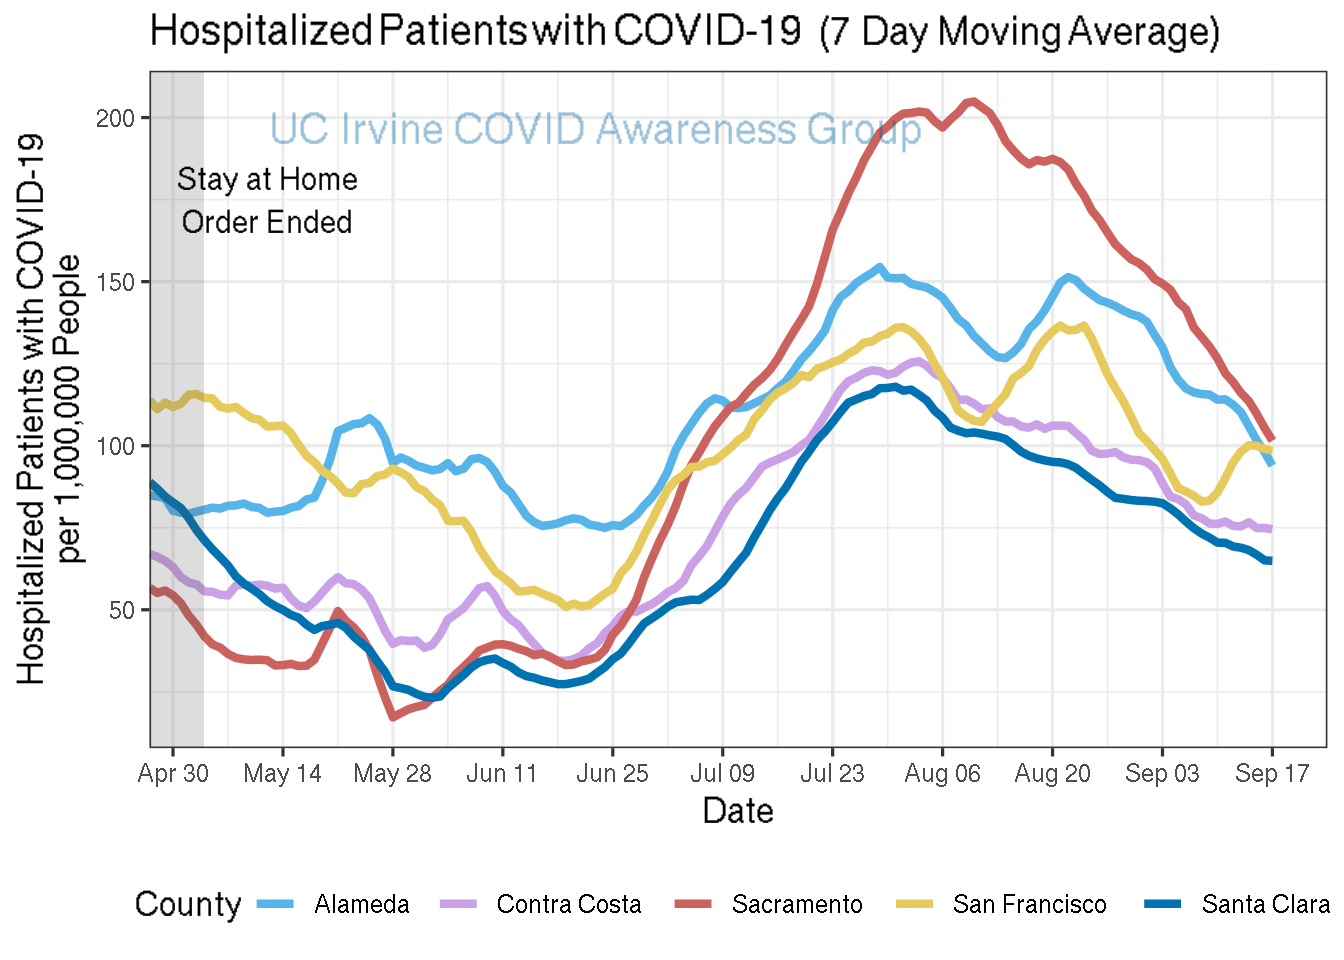 Hospitalized Patients with COVID-19 (7 Day Moving Average)
UC Irvine COVID Awareness Group
Stay at Home
Order Ended
Hospitalized Patients with COVID-19
per 1,000,000 People
200
150
100
50
Apr 30 May 14 May 28 Jun 11 Jun 25 Jul 09 Jul 23 Aug 06 Aug 20 Sep 03 Sep 17
Date
County Alameda Contra Costa Sacramento San Francisco Santa Clara